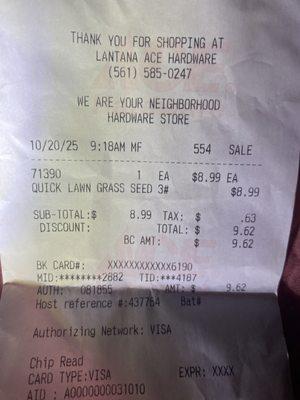 THANK YOU FOR SHOPPING AT
LANTANA ACE HARDWARE
(561) 585-0247
WE ARE YOUR NEIGHBORHOOD
HARDWARE STORE
10/20/25 9:18AM MF 554 SALE
71390 1 EA $8.99 EA
QUICK LAWN GRASS SEED 3# $8.99
SUB-TOTAL:$ 8.99 TAX: $ .63
DISCOUNT: TOTAL: $ 9.62
BC AMT: $ 9.62
BK CARD#: XXXXXXXXXXXX6190
MID:********2882 TID:***4187
AUTH: 081855 AMT: $ 9.62
Host reference #:437764 Bat#
Authorizing Network: VISA
Chip Read
CARD TYPE:VISA EXPR: XXXX
AID : A0000000031010